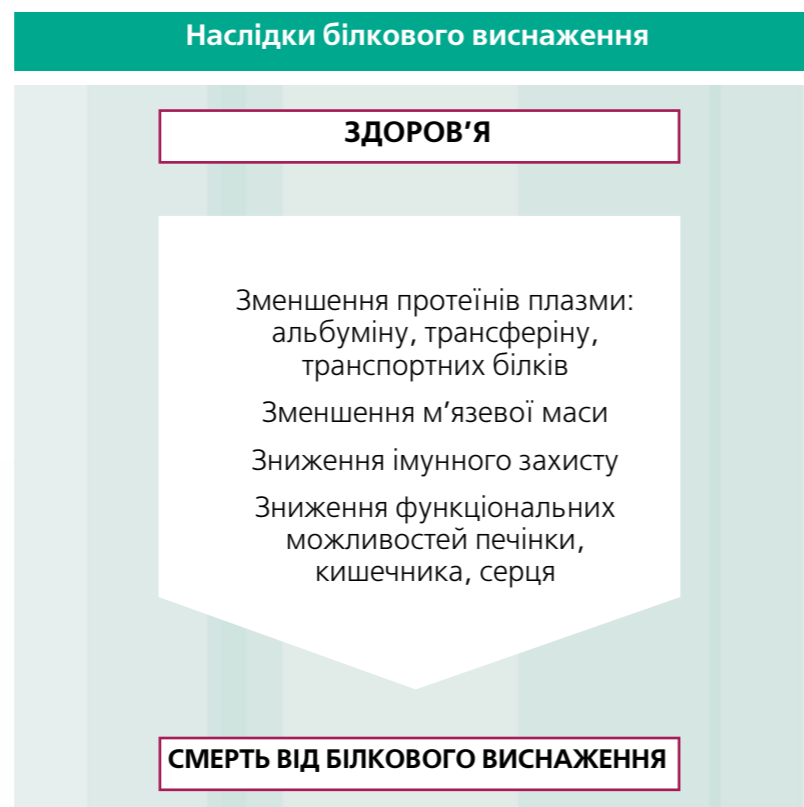 Наслідки білкового виснаження
ЗДОРОВ’Я
Зменшення протеїнів плазми:
альбуміну, трансферіну,
транспортних білків
Зменшення м’язевої маси
Зниження імунного захисту
Зниження функціональних
можливостей печінки,
кишечника, серця
СМЕРТЬ ВІД БІЛКОВОГО ВИСНАЖЕННЯ